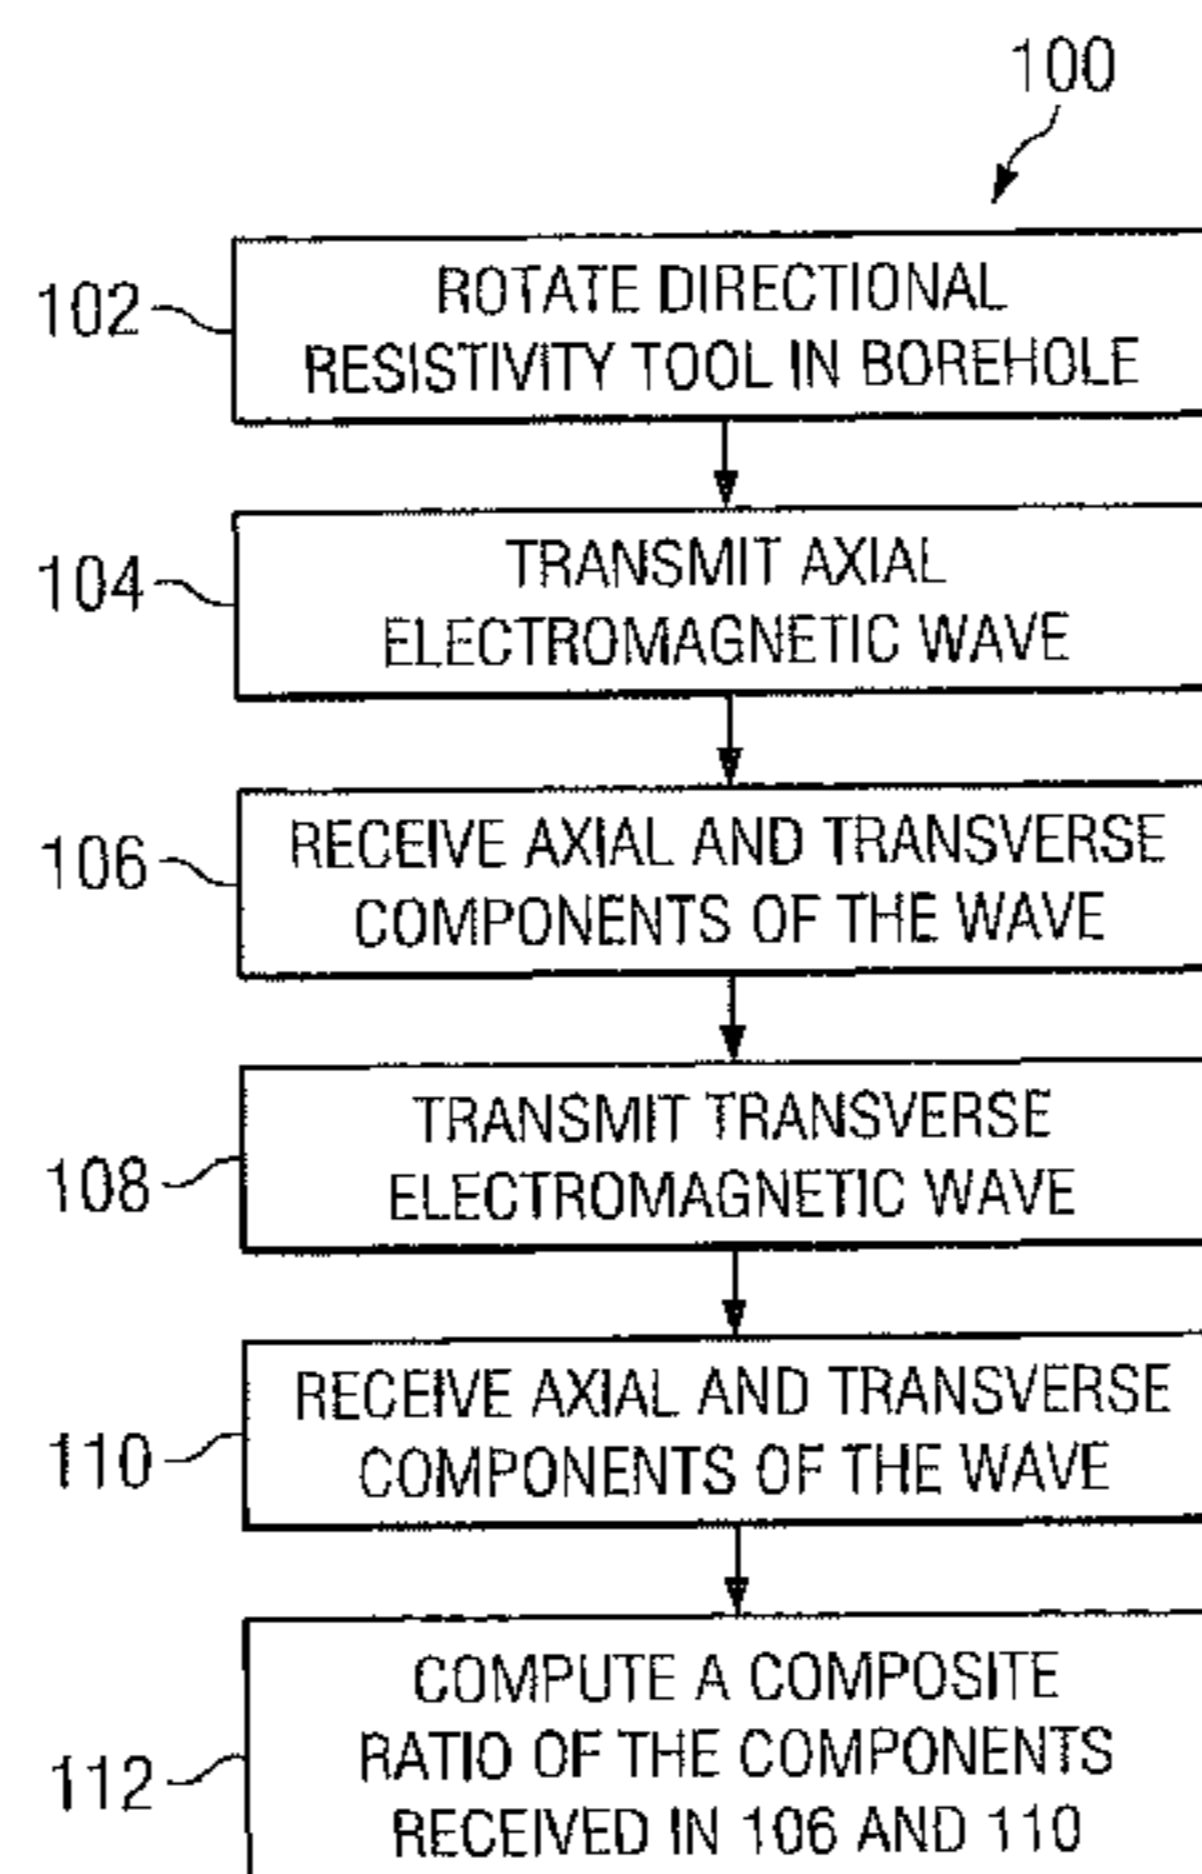 100
102
ROTATE DIRECTIONAL
RESISTIVITY TOOL IN BOREHOLE
104
TRANSMIT AXIAL
ELECTROMAGNETIC WAVE
106
RECEIVE AXIAL AND TRANSVERSE
COMPONENTS OF THE WAVE
108
TRANSMIT TRANSVERSE
ELECTROMAGNETIC WAVE
110
RECEIVE AXIAL AND TRANSVERSE
COMPONENTS OF THE WAVE
112
COMPUTE A COMPOSITE
RATIO OF THE COMPONENTS
RECEIVED IN 106 AND 110